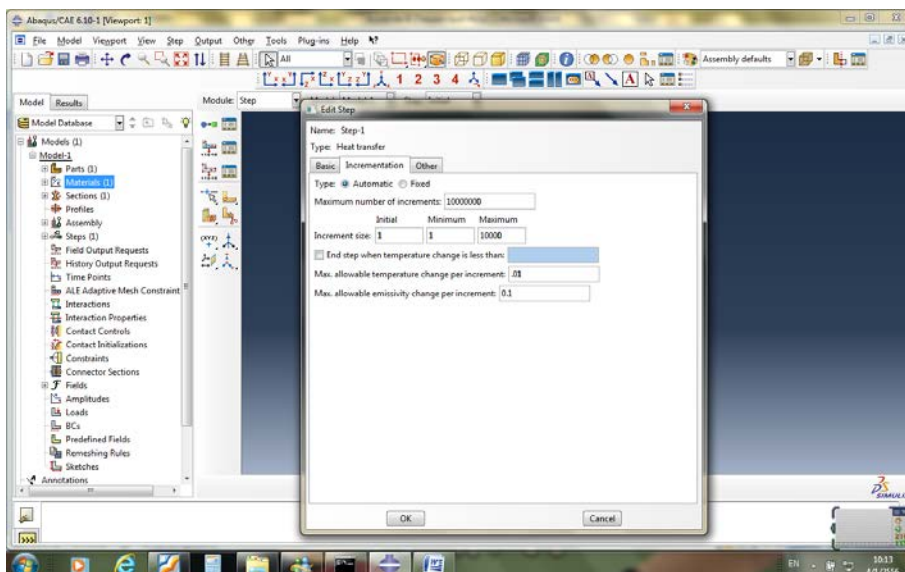 Abaqus/CAE 6.10-1 [Viewport: 1]
File Model Viewport View Step Output Other Tools Plug-ins Help
All
Assembly defaults
1 2 3 4
A
Model Results
Module: Step
Model Database
Models (1)
Model-1
Parts (1)
Materials (1)
Sections (1)
Profiles
Assembly
Steps (1)
Field Output Requests
History Output Requests
Time Points
ALE Adaptive Mesh Constraint
Interactions
Interaction Properties
Contact Controls
Contact Initializations
Constraints
Connector Sections
Fields
Amplitudes
Loads
BCs
Predefined Fields
Remeshing Rules
Sketches
Annotations
Edit Step
Name: Step-1
Type: Heat transfer
Basic Incrementation Other
Type: Automatic Fixed
Maximum number of increments: 10000000
Initial Minimum Maximum
Increment size: 1 1 10000
End step when temperature change is less than:
Max. allowable temperature change per increment: .01
Max. allowable emissivity change per increment: 0.1
OK Cancel
SIMULIA
>>>
EN
10:13